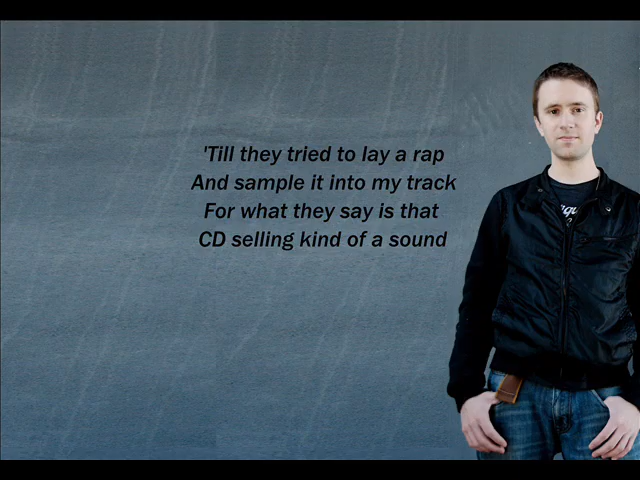 'Till they tried to lay a rap
And sample it into my track
For what they say is that
CD selling kind of a sound